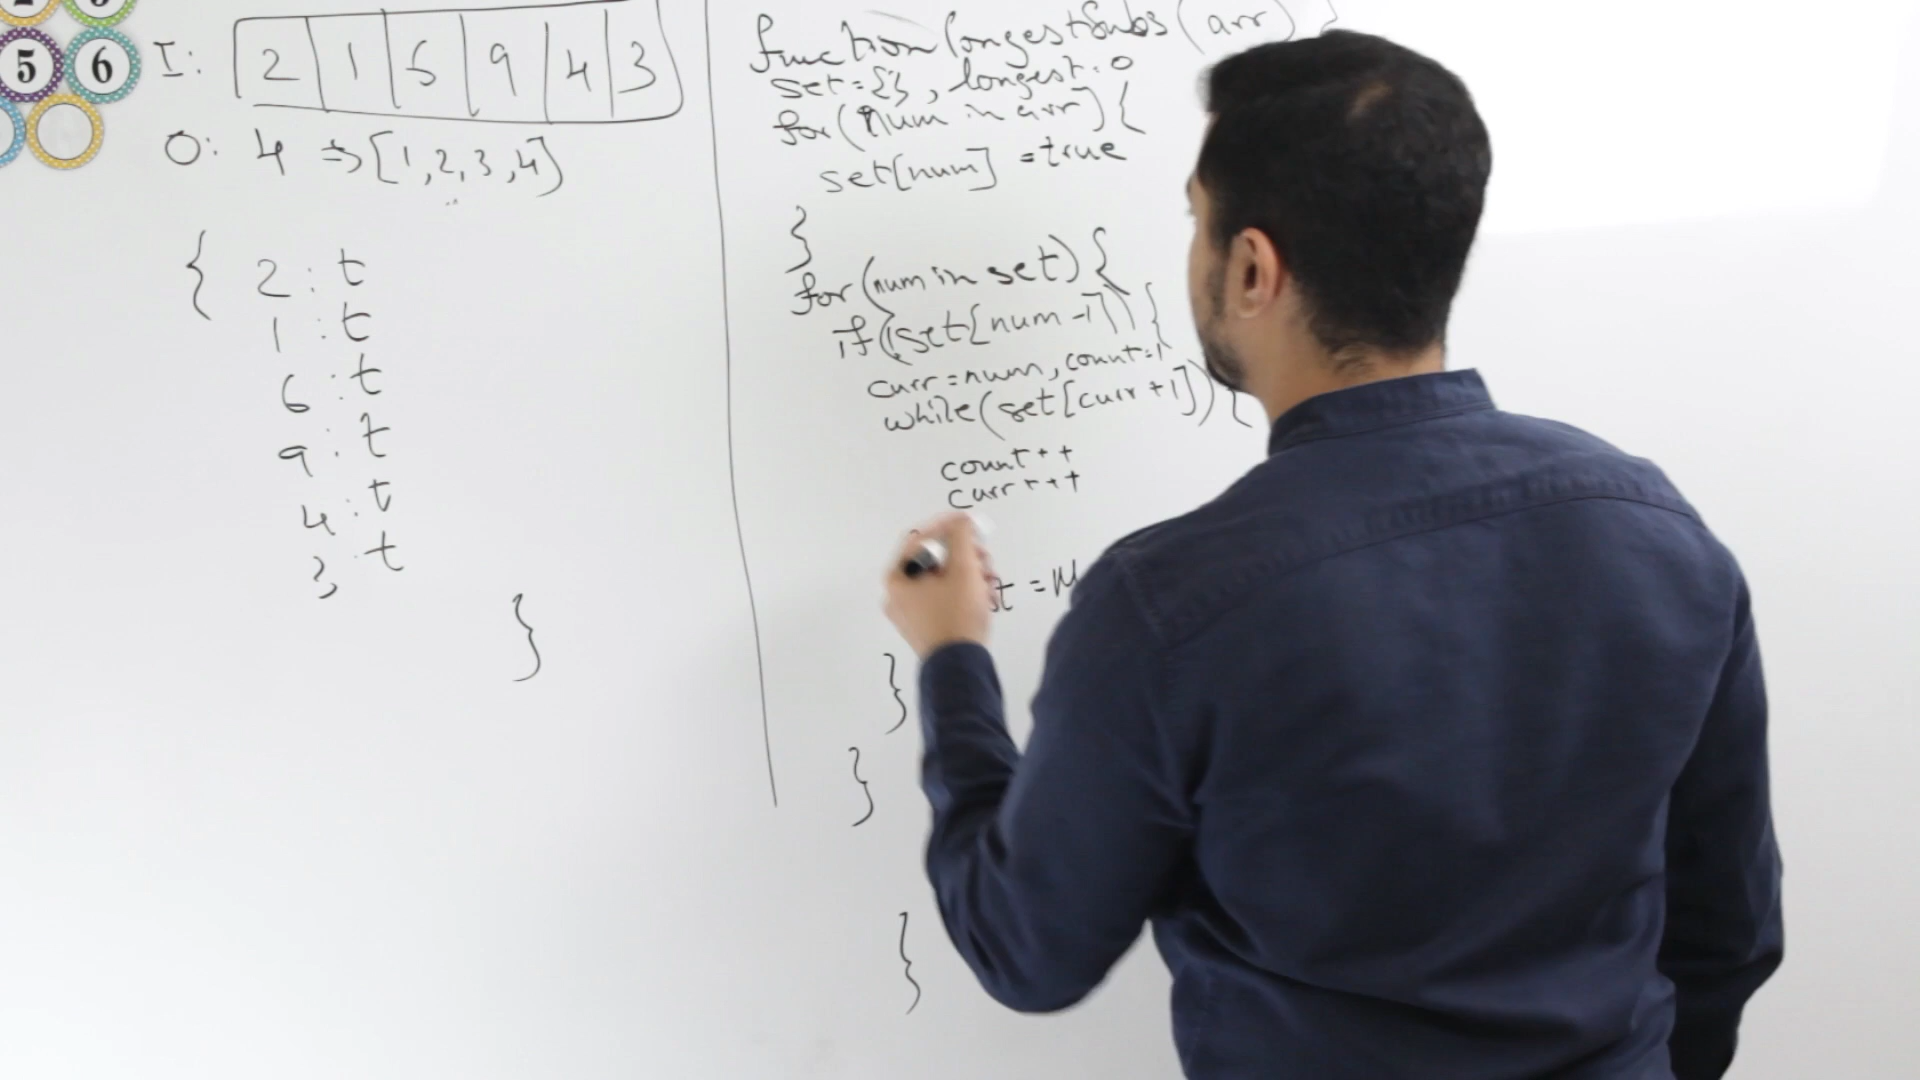 5 6
I: 2 1 6 9 4 3
O: 4 => [1,2,3,4]
{ 2 : t
1 : t
6 : t
9 : t
4 : t
3 : t
}
function longestSubs(arr) {
set={}, longest=0
for(num in arr) {
set[num] =true
}
for(num in set) {
if(!set[num-1]) {
curr=num, count=1
while(set[curr+1]) {
count++
curr++
}
}
}